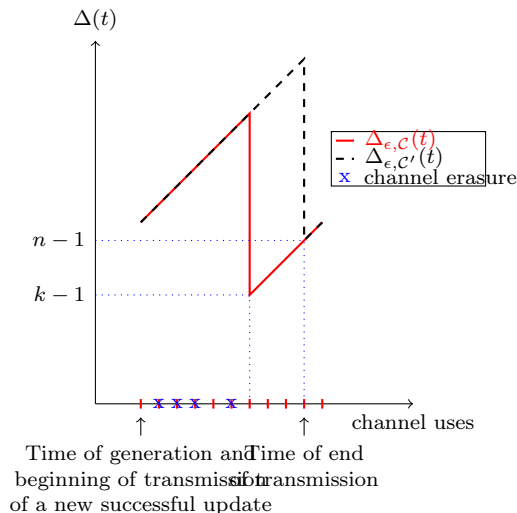 Δ(t)
Δ_{ϵ,𝒞}(t)
Δ_{ϵ,𝒞′}(t)
x channel erasure
n − 1
k − 1
x x x x
channel uses
Time of generation and
beginning of transmission
of a new successful update
Time of end
of transmission